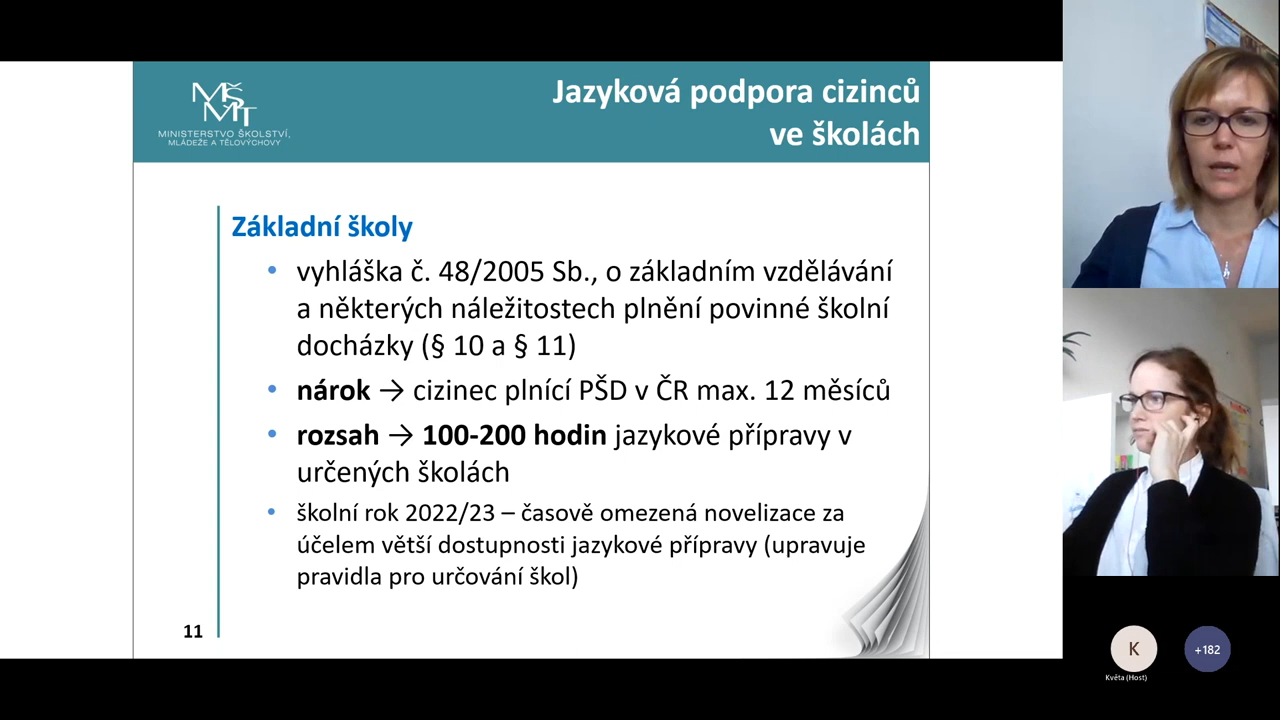 MŠMT
MINISTERSTVO ŠKOLSTVÍ,
MLÁDEŽE A TĚLOVÝCHOVY
Jazyková podpora cizinců
ve školách
Základní školy
• vyhláška č. 48/2005 Sb., o základním vzdělávání
a některých náležitostech plnění povinné školní
docházky (§ 10 a § 11)
• nárok → cizinec plnící PŠD v ČR max. 12 měsíců
• rozsah → 100-200 hodin jazykové přípravy v
určených školách
• školní rok 2022/23 – časově omezená novelizace za
účelem větší dostupnosti jazykové přípravy (upravuje
pravidla pro určování škol)
11
K
+182
Květa (Host)